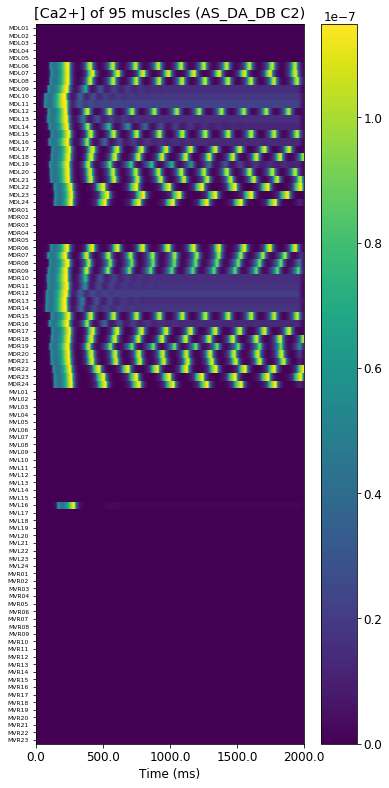 [Ca2+] of 95 muscles (AS_DA_DB C2)
1e−7
MDL01
MDL02
MDL03
MDL04
MDL05
MDL06
MDL07
MDL08
MDL09
MDL10
MDL11
MDL12
MDL13
MDL14
MDL15
MDL16
MDL17
MDL18
MDL19
MDL20
MDL21
MDL22
MDL23
MDL24
MDR01
MDR02
MDR03
MDR04
MDR05
MDR06
MDR07
MDR08
MDR09
MDR10
MDR11
MDR12
MDR13
MDR14
MDR15
MDR16
MDR17
MDR18
MDR19
MDR20
MDR21
MDR22
MDR23
MDR24
MVL01
MVL02
MVL03
MVL04
MVL05
MVL06
MVL07
MVL08
MVL09
MVL10
MVL11
MVL12
MVL13
MVL14
MVL15
MVL16
MVL17
MVL18
MVL19
MVL20
MVL21
MVL22
MVL23
MVL24
MVR01
MVR02
MVR03
MVR04
MVR05
MVR06
MVR07
MVR08
MVR09
MVR10
MVR11
MVR12
MVR13
MVR14
MVR15
MVR16
MVR17
MVR18
MVR19
MVR20
MVR21
MVR22
MVR23
0.0 500.0 1000.0 1500.0 2000.0
Time (ms)
1.0
0.8
0.6
0.4
0.2
0.0